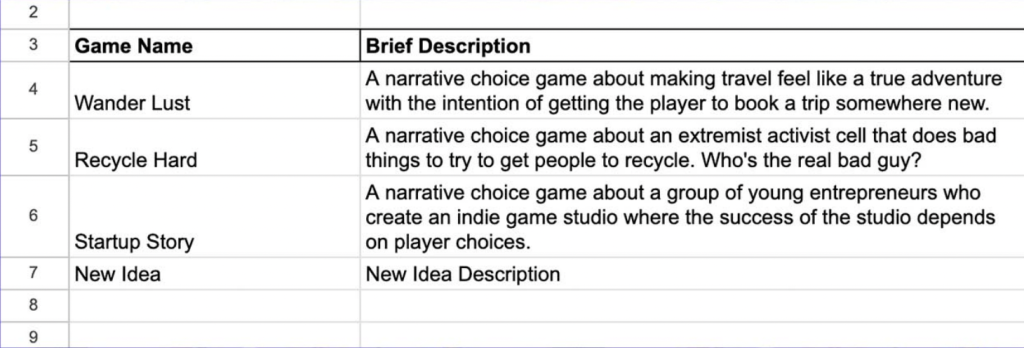 2
3 Game Name Brief Description
4 A narrative choice game about making travel feel like a true adventure
Wander Lust with the intention of getting the player to book a trip somewhere new.
5 A narrative choice game about an extremist activist cell that does bad
Recycle Hard things to try to get people to recycle. Who's the real bad guy?
A narrative choice game about a group of young entrepreneurs who
6 create an indie game studio where the success of the studio depends
Startup Story on player choices.
7 New Idea New Idea Description
8
9